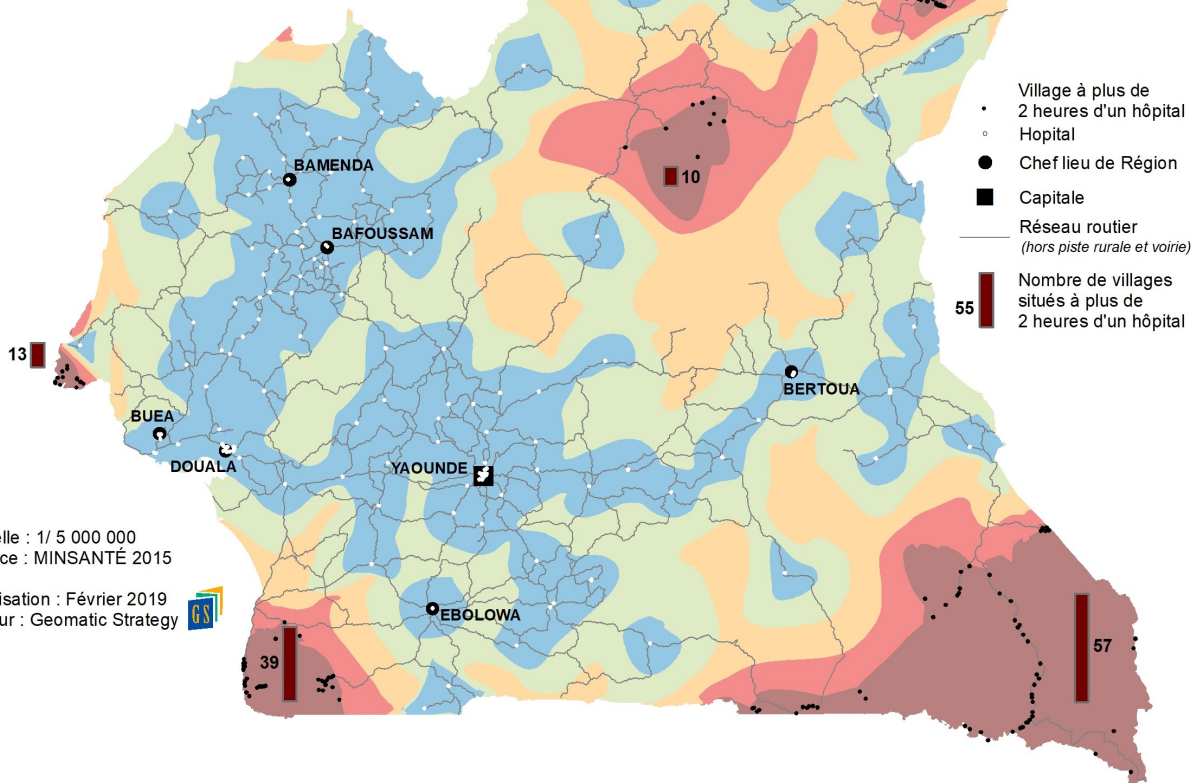 Village à plus de
2 heures d'un hôpital
Hopital
Chef lieu de Région
Capitale
Réseau routier
(hors piste rurale et voirie)
55
Nombre de villages
situés à plus de
2 heures d'un hôpital
BAMENDA
10
BAFOUSSAM
13
BERTOUA
BUEA
DOUALA
YAOUNDE
elle : 1/ 5 000 000
ce : MINSANTÉ 2015
isation : Février 2019
ur : Geomatic Strategy
GS
EBOLOWA
39
57